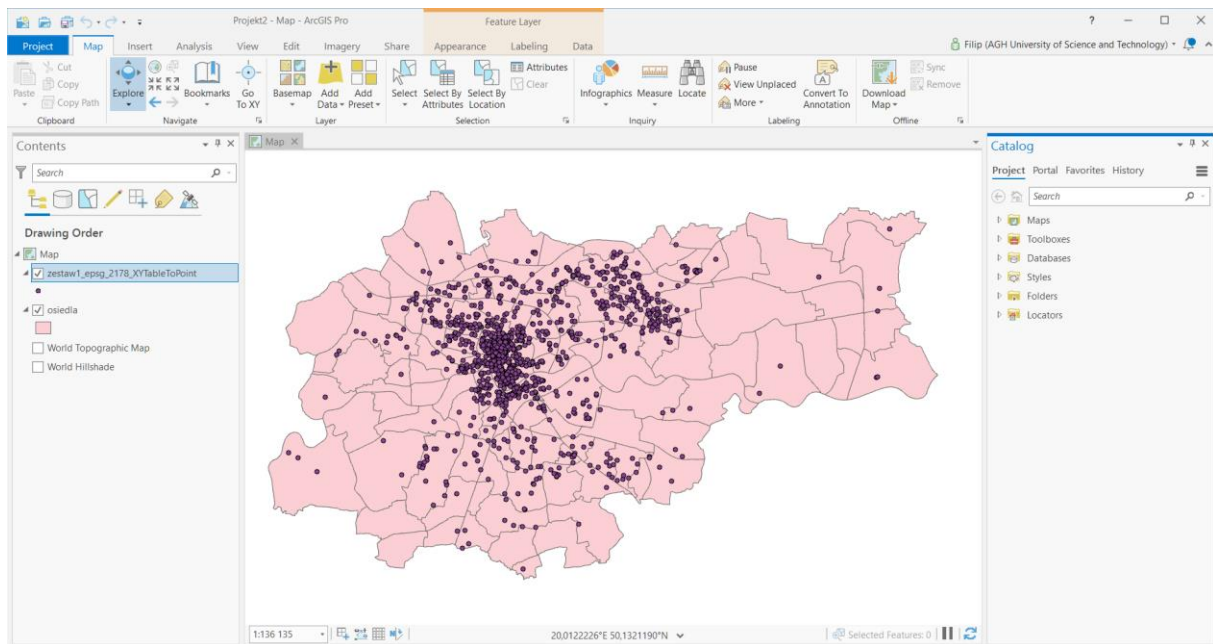 Projekt2 - Map - ArcGIS Pro
Feature Layer
?
Project Map Insert Analysis View Edit Imagery Share Appearance Labeling Data
Filip (AGH University of Science and Technology)
Paste
Cut
Copy
Copy Path
Clipboard
Explore
Bookmarks
Go To XY
Navigate
Basemap
Add Data
Add Preset
Layer
Select
Select By Attributes
Select By Location
Attributes
Clear
Selection
Infographics
Measure
Locate
Inquiry
Pause
View Unplaced
More
Convert To Annotation
Labeling
Download Map
Sync
Remove
Offline
Contents
Search
Drawing Order
Map
zestaw1_epsg_2178_XYTableToPoint
osiedla
World Topographic Map
World Hillshade
Map
1:136 135
20,0122226°E 50,1321190°N
Selected Features: 0
Catalog
Project Portal Favorites History
Search
Maps
Toolboxes
Databases
Styles
Folders
Locators